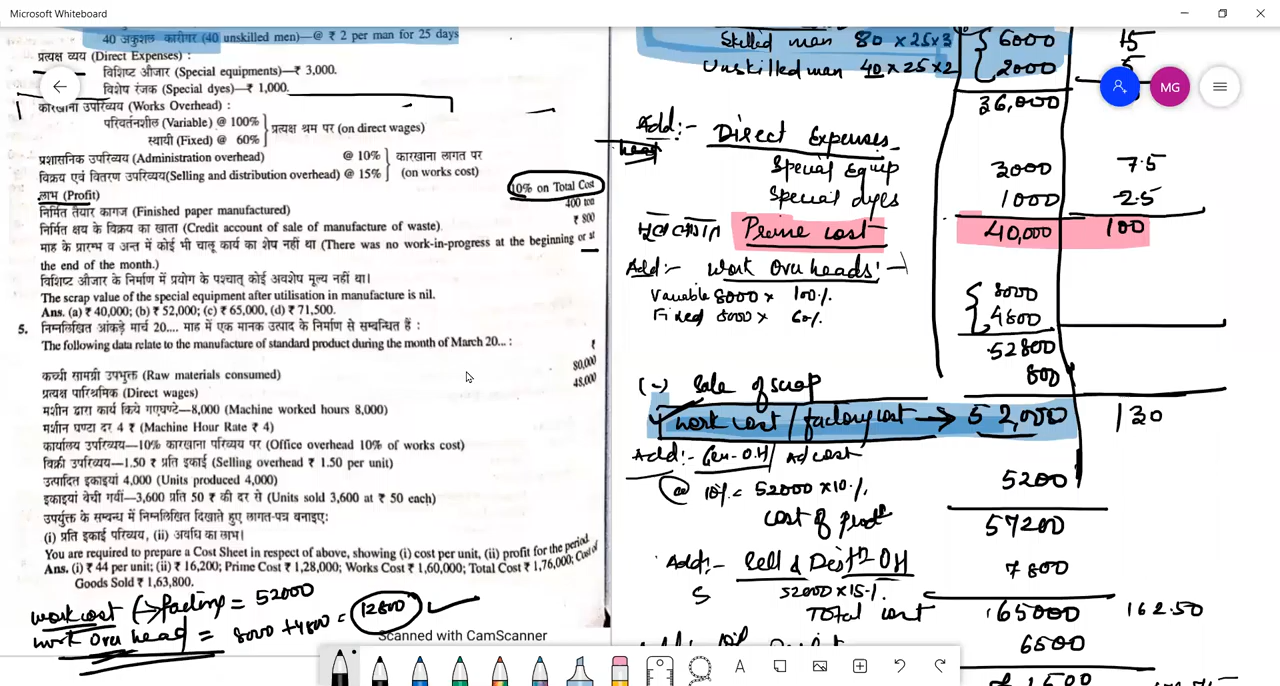 Microsoft Whiteboard
40 अकुशल कारीगर (40 unskilled men)—@ ₹ 2 per man for 25 days
प्रत्यक्ष व्यय (Direct Expenses) :
विशिष्ट औजार (Special equipments)—₹ 3,000.
विशेष रंजक (Special dyes)—₹ 1,000.
कारखाना उपरिव्यय (Works Overhead) :
परिवर्तनशील (Variable) @ 100%
स्थायी (Fixed) @ 60%
प्रत्यक्ष श्रम पर (on direct wages)
प्रशासनिक उपरिव्यय (Administration overhead) @ 10%
विक्रय एवं वितरण उपरिव्यय(Selling and distribution overhead) @ 15%
कारखाना लागत पर
(on works cost)
लाभ (Profit) 10% on Total Cost
निर्मित तैयार कागज (Finished paper manufactured) 400 ton
निर्मित क्षय के विक्रय का खाता (Credit account of sale of manufacture of waste). ₹ 800
माह के प्रारम्भ व अन्त में कोई भी चालू कार्य का शेष नहीं था (There was no work-in-progress at the beginning or at
the end of the month.)
विशिष्ट औजार के निर्माण में प्रयोग के पश्चात् कोई अवशेष मूल्य नहीं था।
The scrap value of the special equipment after utilisation in manufacture is nil.
Ans. (a) ₹ 40,000; (b) ₹ 52,000; (c) ₹ 65,000, (d) ₹ 71,500.
5. निम्नलिखित आंकड़े मार्च 20.... माह में एक मानक उत्पाद के निर्माण से सम्बन्धित हैं :
The following data relate to the manufacture of standard product during the month of March 20... :
₹
कच्ची सामग्री उपभुक्त (Raw materials consumed) 80,000
प्रत्यक्ष पारिश्रमिक (Direct wages) 48,000
मशीन द्वारा कार्य किये गए घण्टे—8,000 (Machine worked hours 8,000)
मशीन घण्टा दर 4 ₹ (Machine Hour Rate ₹ 4)
कार्यालय उपरिव्यय—10% कारखाना परिव्यय पर (Office overhead 10% of works cost)
विक्री उपरिव्यय—1.50 ₹ प्रति इकाई (Selling overhead ₹ 1.50 per unit)
उत्पादित इकाइयां 4,000 (Units produced 4,000)
इकाइयां बेची गयीं—3,600 प्रति 50 ₹ की दर से (Units sold 3,600 at ₹ 50 each)
उपर्युक्त के सम्बन्ध में निम्नलिखित दिखाते हुए लागत-पत्र बनाइए:
(i) प्रति इकाई परिव्यय, (ii) अवधि का लाभ।
You are required to prepare a Cost Sheet in respect of above, showing (i) cost per unit, (ii) profit for the period
Ans. (i) ₹ 44 per unit; (ii) ₹ 16,200; Prime Cost ₹ 1,28,000; Works Cost ₹ 1,60,000; Total Cost ₹ 1,76,000; Cost of
Goods Sold ₹ 1,63,800.
work cost (→ factory = 52000
work over head = 8000 + 4800 = 12800
Scanned with CamScanner
Skilled man 80 × 25 × 3 6000 15
Unskilled man 40 × 25 × 2 2000 5
36,000
Add:- Direct Expenses
Special Equip 3000 7.5
Special dyes 1000 2.5
Prime cost 40,000 100
Add:- Work Over heads:-
Variable 8000 × 100% 8000
Fixed 8000 × 60% 4800
52800
(-) Sale of scrap 800
work cost / factory cost → 52,000 130
Add:- Gen-O.H / Ad cost
@ 10% = 52000 × 10% 5200
Cost of prodn 57200
Add:- Sell & Distn OH 7800
52000 × 15%
Total cost 165000 162.50
6500
MG